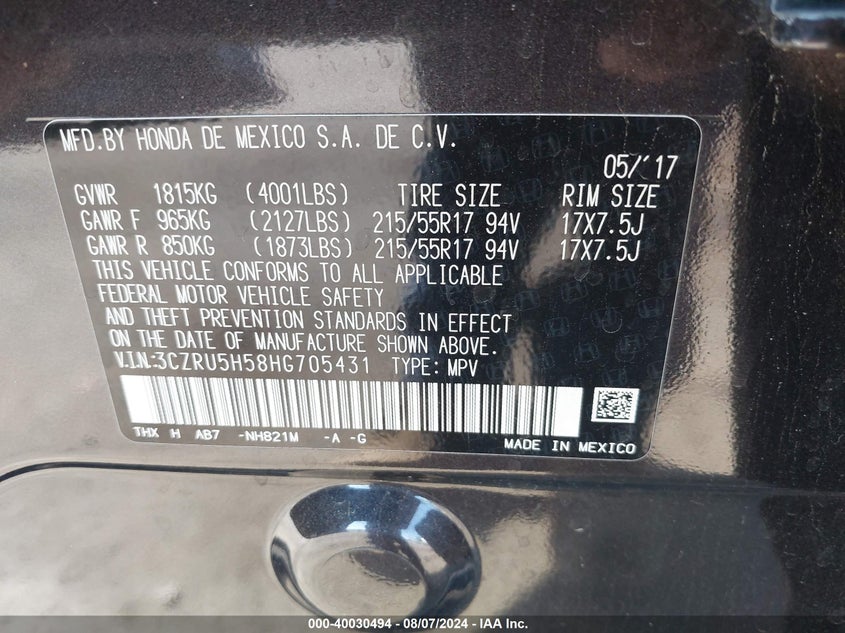 MFD.BY HONDA DE MEXICO S.A. DE C.V.
05/'17
GVWR 1815KG (4001LBS) TIRE SIZE RIM SIZE
GAWR F 965KG (2127LBS) 215/55R17 94V 17X7.5J
GAWR R 850KG (1873LBS) 215/55R17 94V 17X7.5J
THIS VEHICLE CONFORMS TO ALL APPLICABLE
FEDERAL MOTOR VEHICLE SAFETY
AND THEFT PREVENTION STANDARDS IN EFFECT
ON THE DATE OF MANUFACTURE SHOWN ABOVE.
V.I.N:3CZRU5H58HG705431 TYPE: MPV
THX H AB7 -NH821M -A -G
MADE IN MEXICO
000-40030494 - 08/07/2024 - IAA Inc.